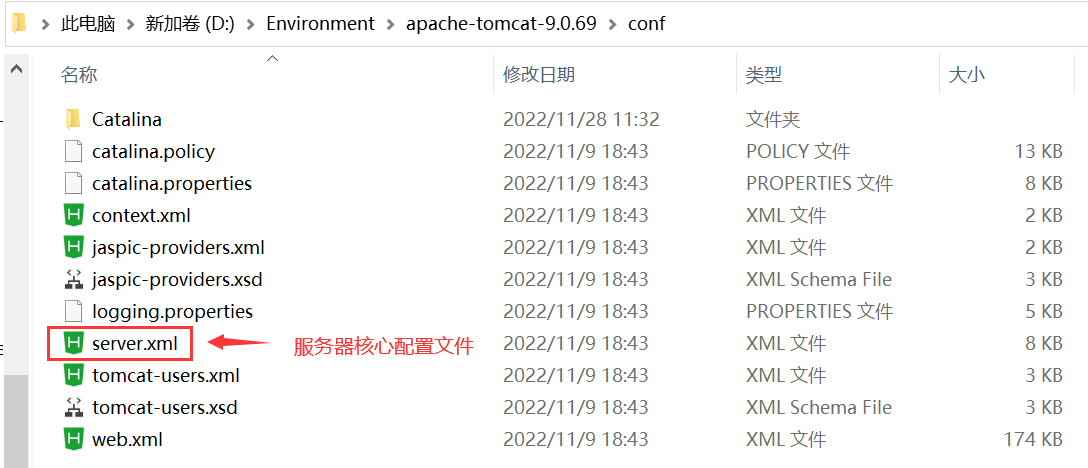 此电脑 > 新加卷 (D:) > Environment > apache-tomcat-9.0.69 > conf
名称 修改日期 类型 大小
Catalina 2022/11/28 11:32 文件夹
catalina.policy 2022/11/9 18:43 POLICY 文件 13 KB
catalina.properties 2022/11/9 18:43 PROPERTIES 文件 8 KB
context.xml 2022/11/9 18:43 XML 文件 2 KB
jaspic-providers.xml 2022/11/9 18:43 XML 文件 2 KB
jaspic-providers.xsd 2022/11/9 18:43 XML Schema File 3 KB
logging.properties 2022/11/9 18:43 PROPERTIES 文件 5 KB
server.xml 服务器核心配置文件 2022/11/9 18:43 XML 文件 8 KB
tomcat-users.xml 2022/11/9 18:43 XML 文件 3 KB
tomcat-users.xsd 2022/11/9 18:43 XML Schema File 3 KB
web.xml 2022/11/9 18:43 XML 文件 174 KB